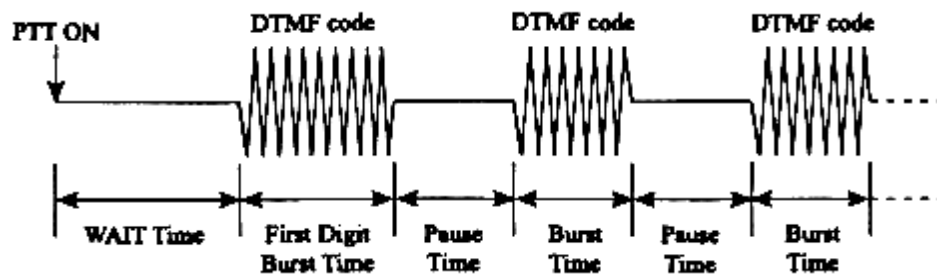 DTMF code DTMF code DTMF code
PTT ON
WAIT Time First Digit Pause Burst Pause Burst
Burst Time Time Time Time Time